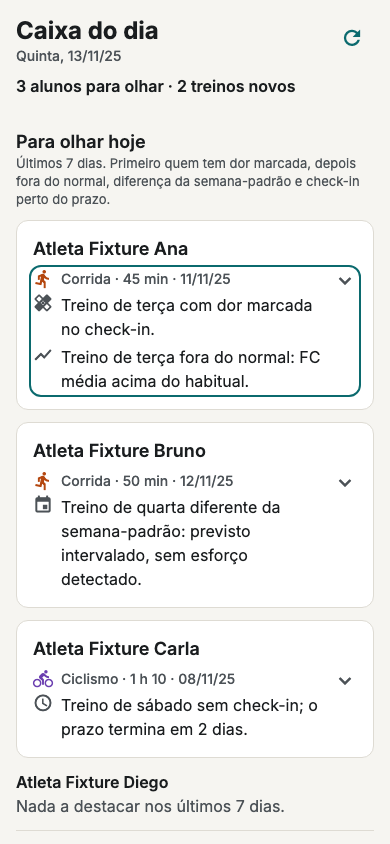 Caixa do dia
Quinta, 13/11/25
3 alunos para olhar · 2 treinos novos
Para olhar hoje
Últimos 7 dias. Primeiro quem tem dor marcada, depois
fora do normal, diferença da semana-padrão e check-in
perto do prazo.
Atleta Fixture Ana
Corrida · 45 min · 11/11/25
Treino de terça com dor marcada
no check-in.
Treino de terça fora do normal: FC
média acima do habitual.
Atleta Fixture Bruno
Corrida · 50 min · 12/11/25
Treino de quarta diferente da
semana-padrão: previsto
intervalado, sem esforço
detectado.
Atleta Fixture Carla
Ciclismo · 1 h 10 · 08/11/25
Treino de sábado sem check-in; o
prazo termina em 2 dias.
Atleta Fixture Diego
Nada a destacar nos últimos 7 dias.